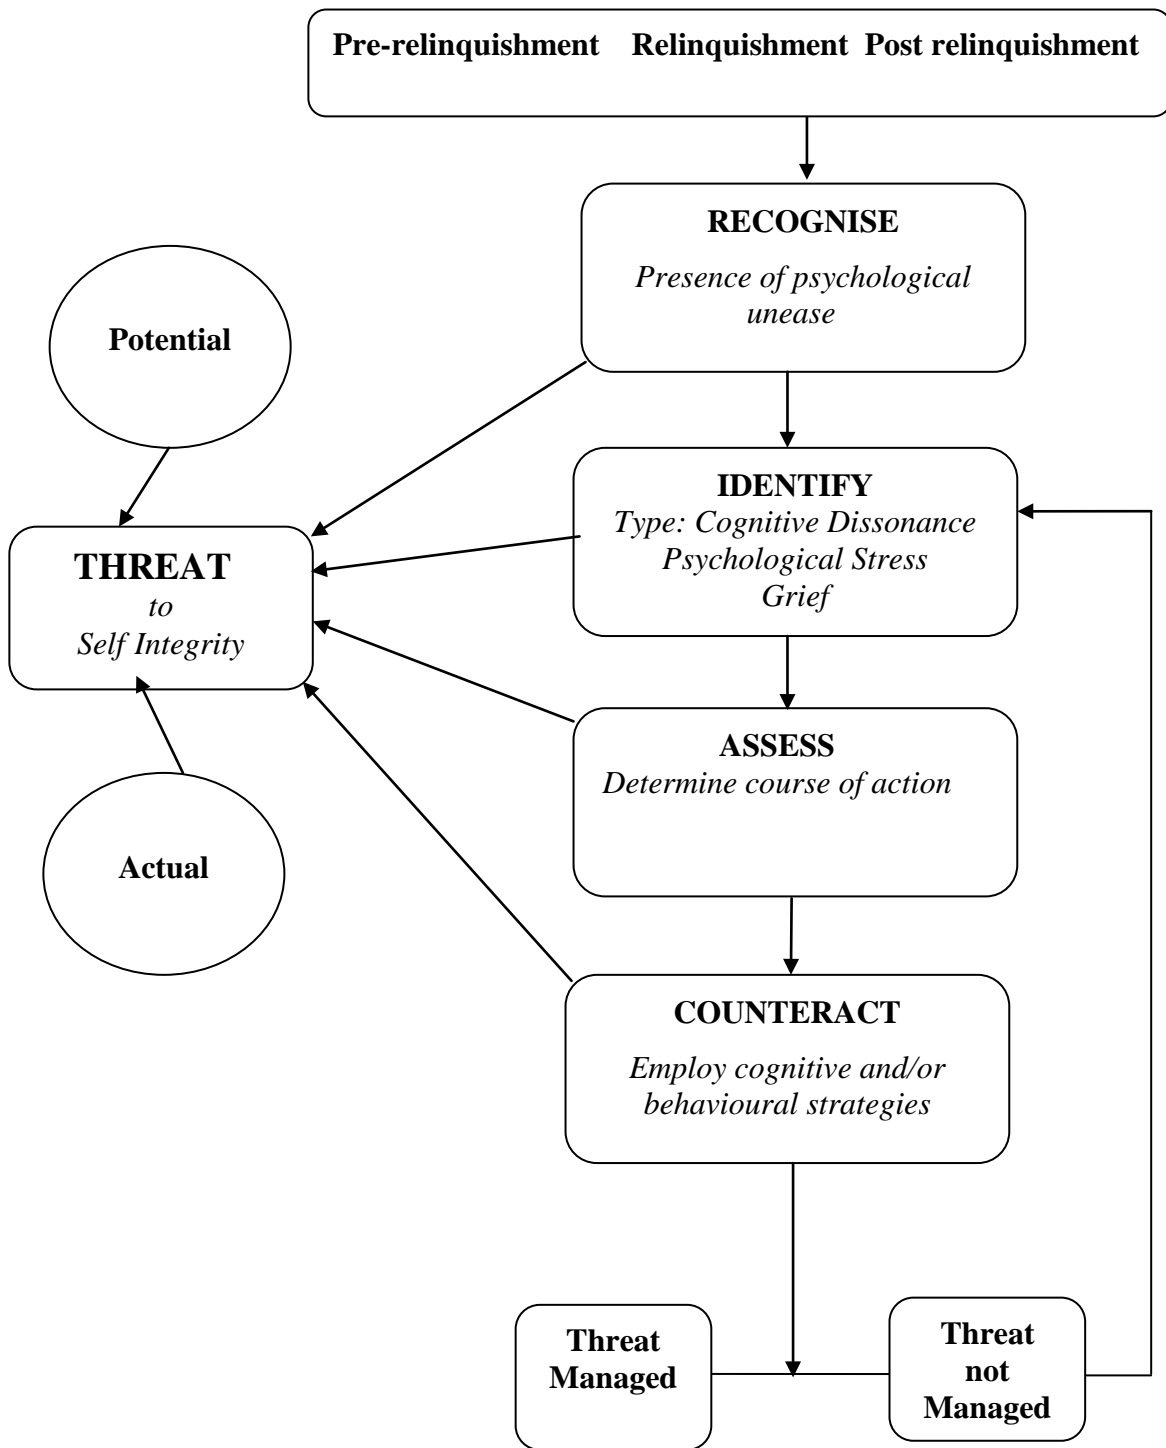 Pre-relinquishment Relinquishment Post relinquishment
RECOGNISE
Presence of psychological
unease
Potential
IDENTIFY
Type: Cognitive Dissonance
Psychological Stress
Grief
THREAT
to
Self Integrity
ASSESS
Determine course of action
Actual
COUNTERACT
Employ cognitive and/or
behavioural strategies
Threat
Managed
Threat
not
Managed